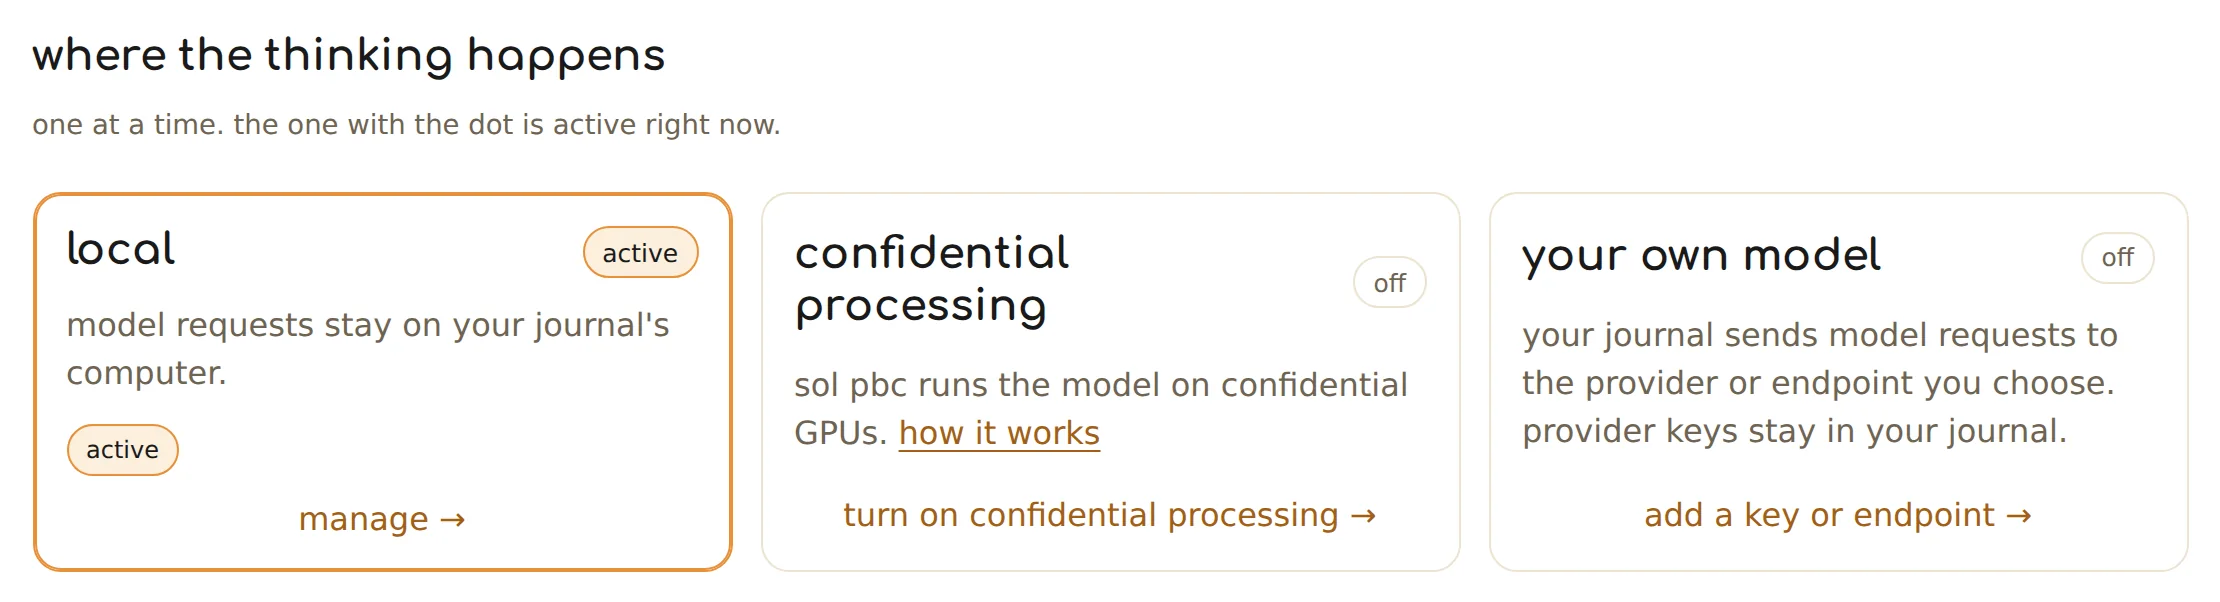 where the thinking happens
one at a time. the one with the dot is active right now.
local
active
model requests stay on your journal's
computer.
active
manage →
confidential
processing
off
sol pbc runs the model on confidential
GPUs. how it works
turn on confidential processing →
your own model
off
your journal sends model requests to
the provider or endpoint you choose.
provider keys stay in your journal.
add a key or endpoint →